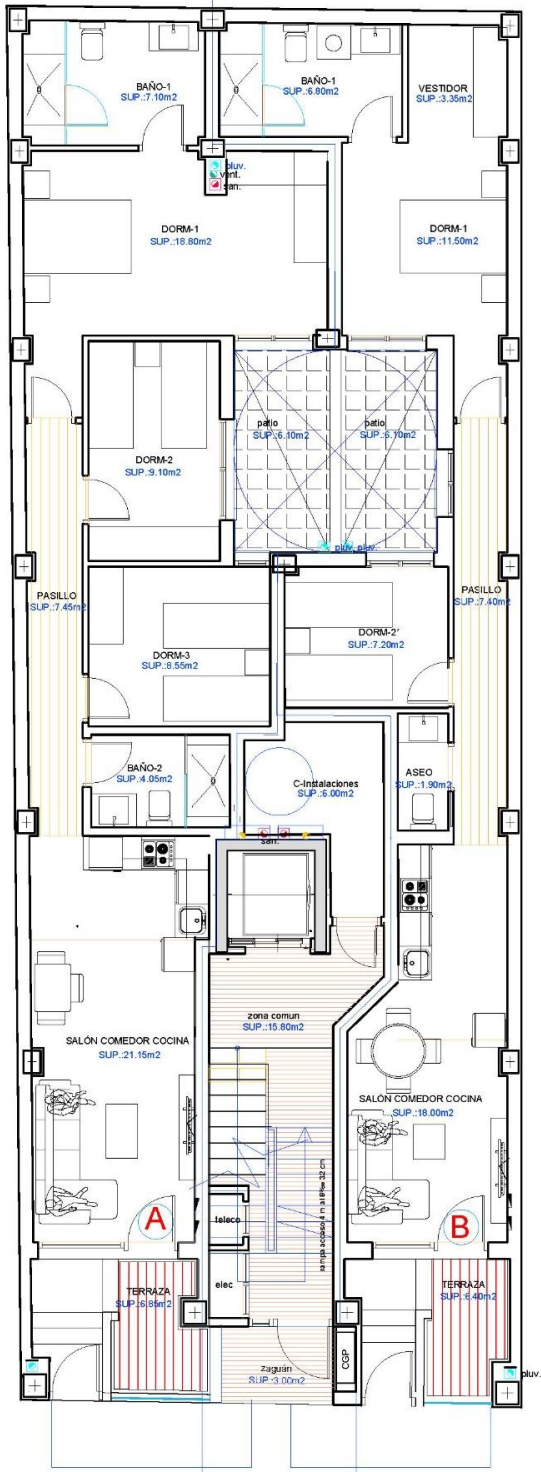 BAÑO-1
SUP.:7.10m2
BAÑO-1
SUP.:6.80m2
VESTIDOR
SUP.:3.35m2
pluv.
vent.
san.
DORM-1
SUP.:18.80m2
DORM-1
SUP.:11.50m2
patio
SUP.:6.10m2
patio
SUP.:6.10m2
DORM-2
SUP.:9.10m2
pluv. pluv.
PASILLO
SUP.:7.45m2
PASILLO
SUP.:7.40m2
DORM-3
SUP.:8.55m2
DORM-2'
SUP.:7.20m2
BAÑO-2
SUP.:4.05m2
C-Instalaciones
SUP.:6.00m2
ASEO
SUP.:1.90m2
san.
zona comun
SUP.:15.80m2
SALÓN COMEDOR COCINA
SUP.:21.15m2
SALÓN COMEDOR COCINA
SUP.:18.00m2
A
B
teleco
elec
rampa acceso
32 cm
TERRAZA
SUP.:6.85m2
TERRAZA
SUP.:6.40m2
zaguán
SUP.:3.00m2
CGP
pluv.